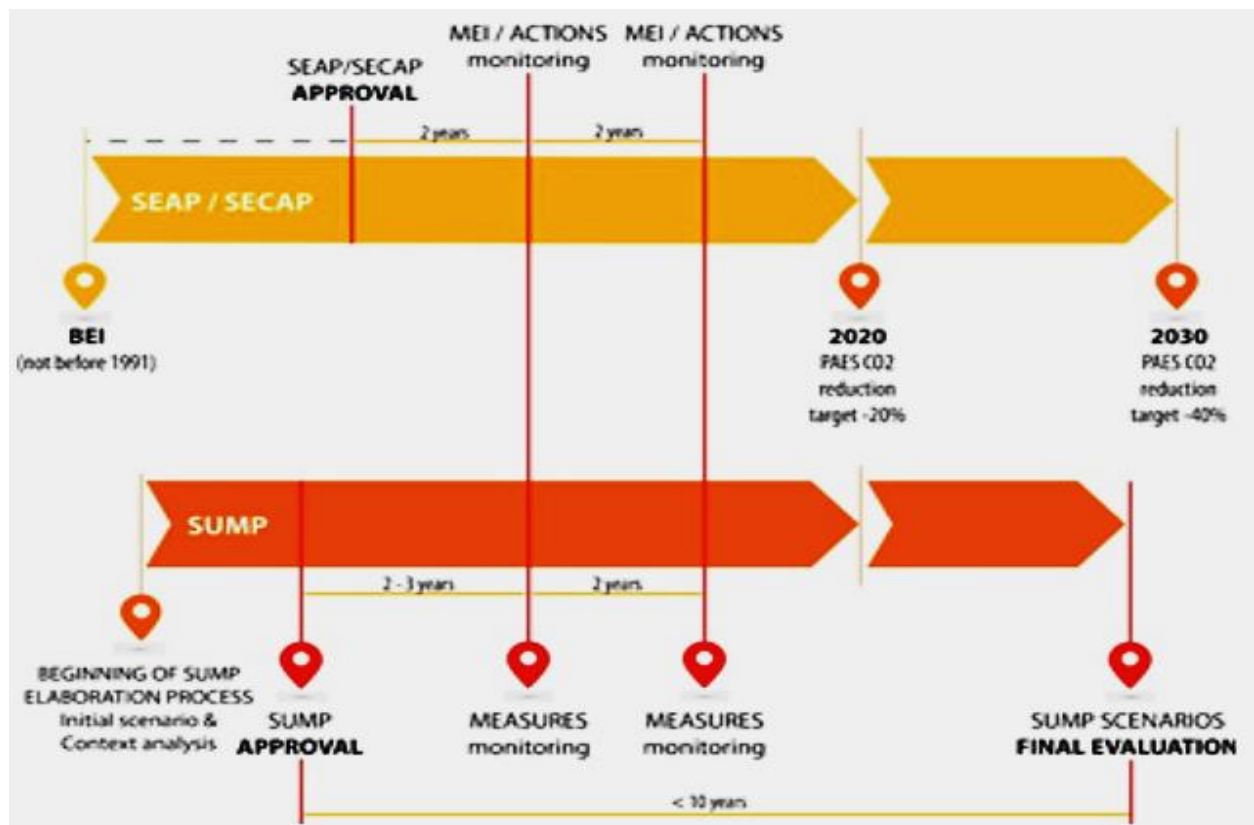 MEI / ACTIONS
monitoring
MEI / ACTIONS
monitoring
SEAP/SECAP
APPROVAL
2 years
2 years
SEAP / SECAP
BEI
(not before 1991)
2020
PAES CO2
reduction
target -20%
2030
PAES CO2
reduction
target -40%
SUMP
2 - 3 years
2 years
BEGINNING OF SUMP
ELABORATION PROCESS
Initial scenario &
Context analysis
SUMP
APPROVAL
MEASURES
monitoring
MEASURES
monitoring
SUMP SCENARIOS
FINAL EVALUATION
< 10 years